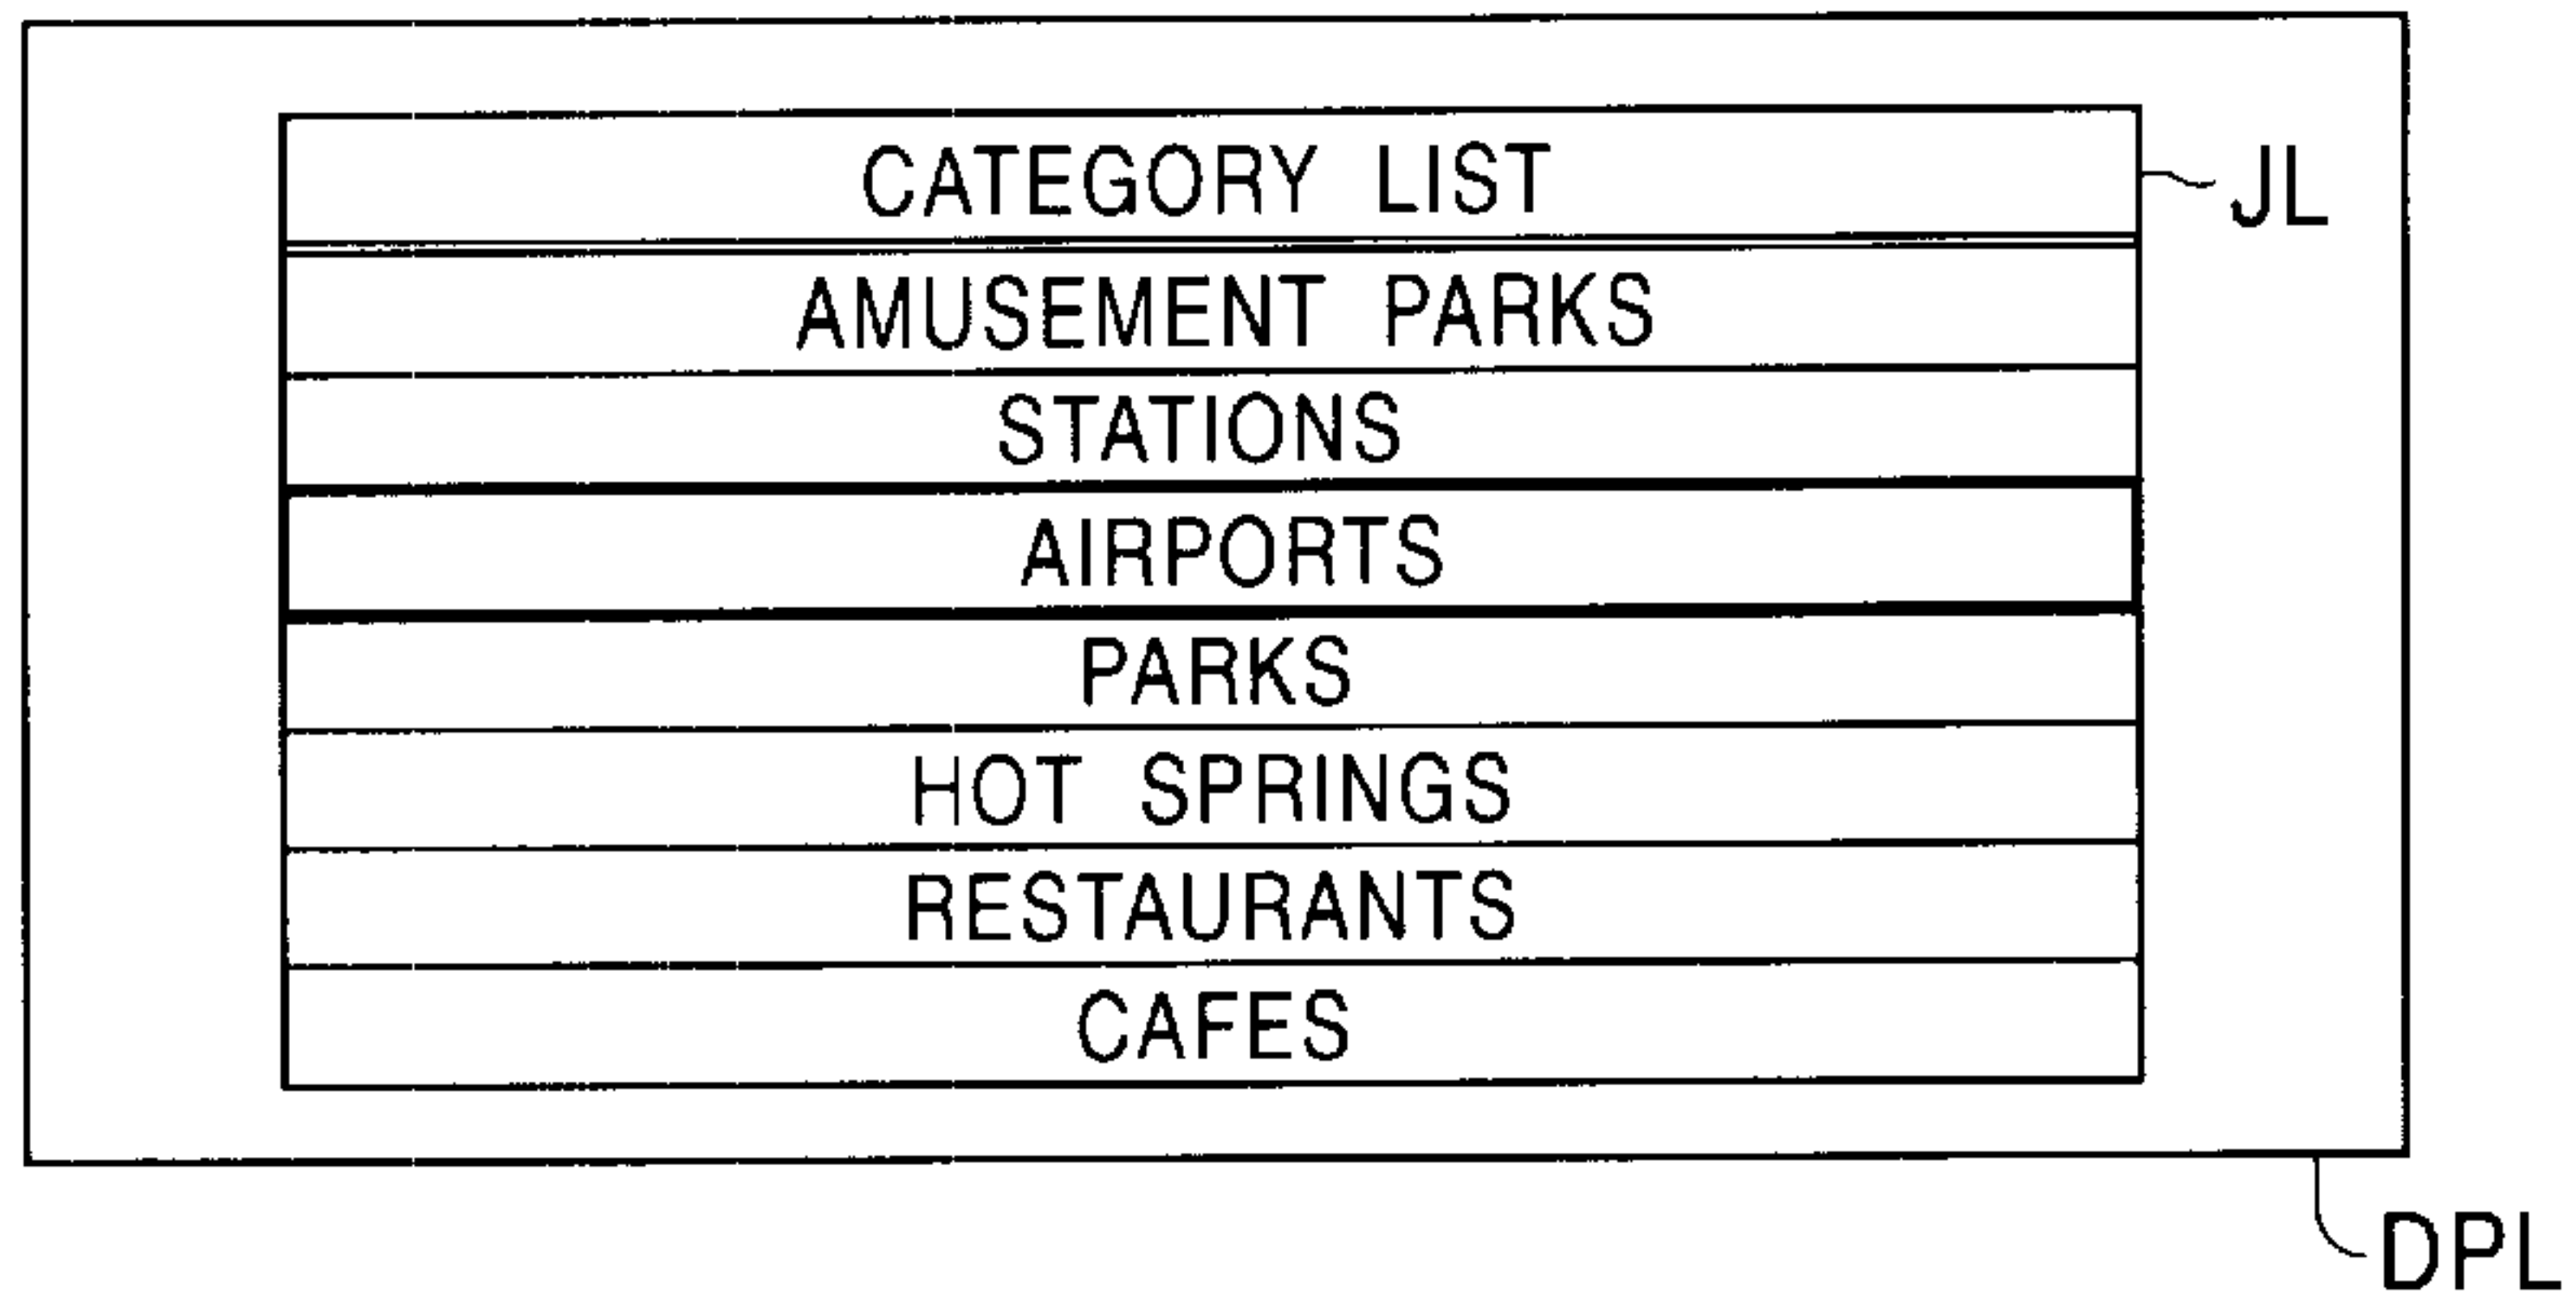 CATEGORY LIST
JL
AMUSEMENT PARKS
STATIONS
AIRPORTS
PARKS
HOT SPRINGS
RESTAURANTS
CAFES
DPL